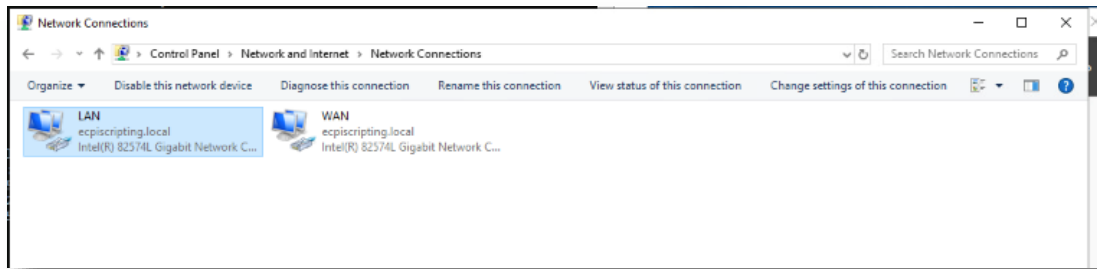 Network Connections
Control Panel > Network and Internet > Network Connections
Search Network Connections
Organize Disable this network device Diagnose this connection Rename this connection View status of this connection Change settings of this connection
LAN
ecpiscripting.local
Intel(R) 82574L Gigabit Network C...
WAN
ecpiscripting.local
Intel(R) 82574L Gigabit Network C...